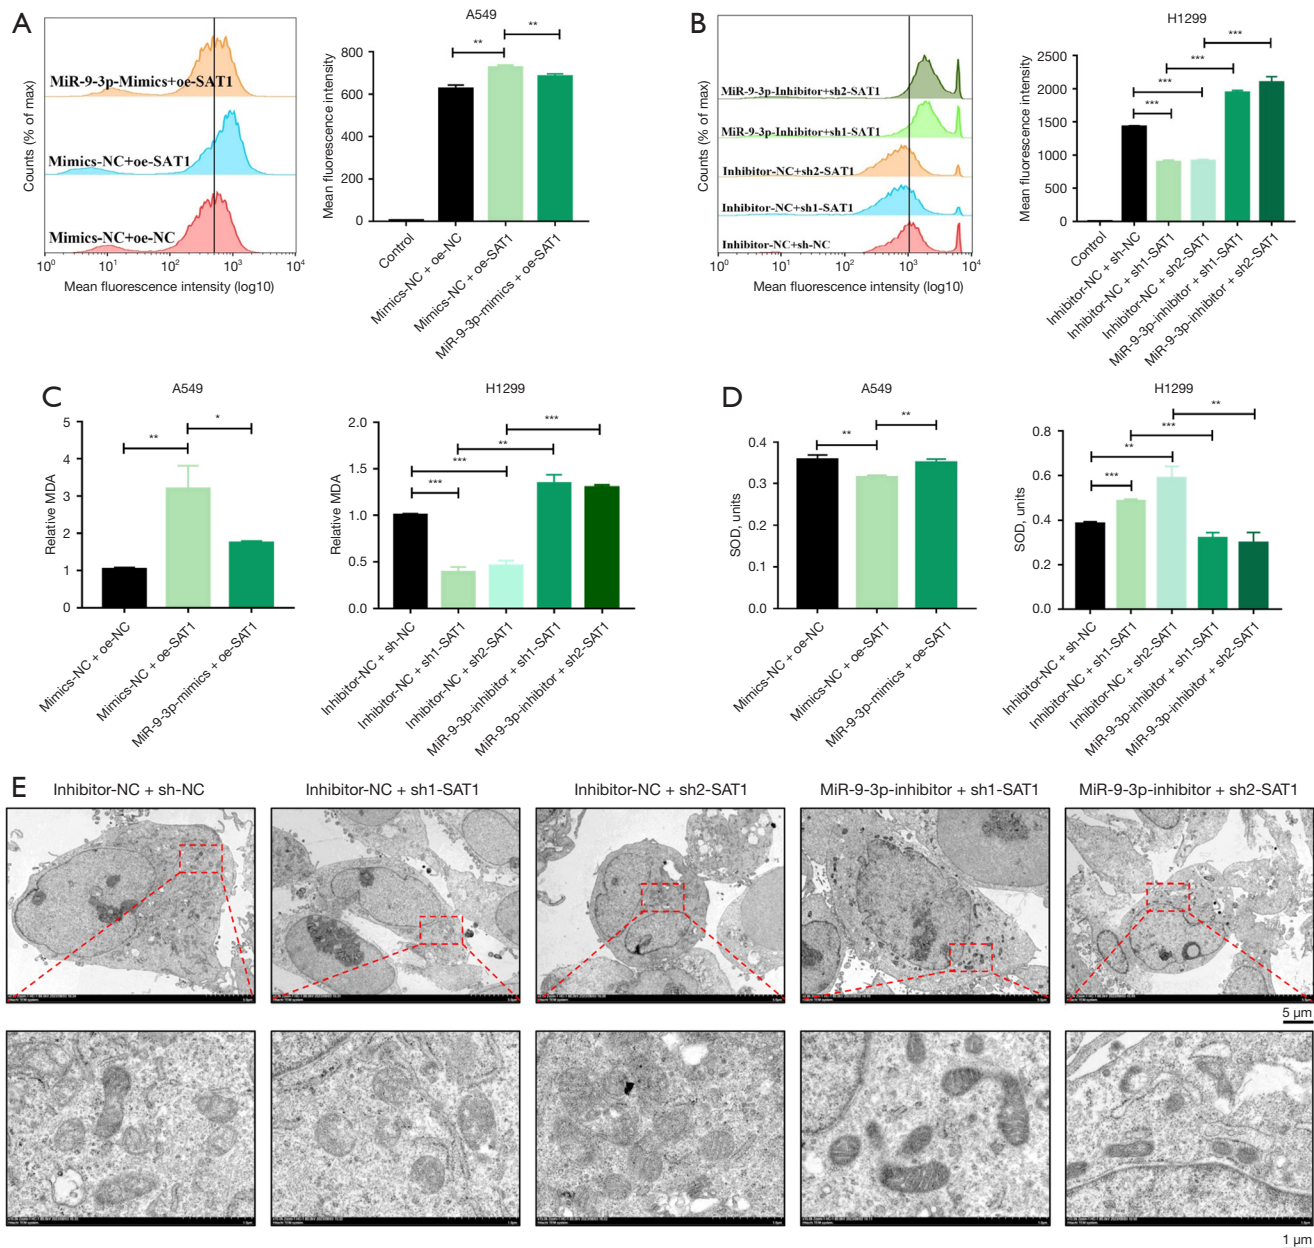 A
MiR-9-3p-Mimics+oe-SAT1
Mimics-NC+oe-SAT1
Mimics-NC+oe-NC
Counts (% of max)
10⁰ 10¹ 10² 10³ 10⁴
Mean fluorescence intensity (log10)
A549
** **
Mean fluorescence intensity
800
600
400
200
0
Control
Mimics-NC + oe-NC
Mimics-NC + oe-SAT1
MiR-9-3p-mimics + oe-SAT1
B
MiR-9-3p-Inhibitor+sh2-SAT1
MiR-9-3p-Inhibitor+sh1-SAT1
Inhibitor-NC+sh2-SAT1
Inhibitor-NC+sh1-SAT1
Inhibitor-NC+sh-NC
Counts (% of max)
10⁰ 10¹ 10² 10³ 10⁴
Mean fluorescence intensity (log10)
H1299
***
***
***
***
Mean fluorescence intensity
2500
2000
1500
1000
500
0
Control
Inhibitor-NC + sh-NC
Inhibitor-NC + sh1-SAT1
Inhibitor-NC + sh2-SAT1
MiR-9-3p-inhibitor + sh1-SAT1
MiR-9-3p-inhibitor + sh2-SAT1
C
A549
** *
Relative MDA
5
4
3
2
1
0
Mimics-NC + oe-NC
Mimics-NC + oe-SAT1
MiR-9-3p-mimics + oe-SAT1
H1299
***
**
***
***
Relative MDA
2.0
1.5
1.0
0.5
0.0
Inhibitor-NC + sh-NC
Inhibitor-NC + sh1-SAT1
Inhibitor-NC + sh2-SAT1
MiR-9-3p-inhibitor + sh1-SAT1
MiR-9-3p-inhibitor + sh2-SAT1
D
A549
** **
SOD, units
0.4
0.3
0.2
0.1
0.0
Mimics-NC + oe-NC
Mimics-NC + oe-SAT1
MiR-9-3p-mimics + oe-SAT1
H1299
**
***
**
***
SOD, units
0.8
0.6
0.4
0.2
0.0
Inhibitor-NC + sh-NC
Inhibitor-NC + sh1-SAT1
Inhibitor-NC + sh2-SAT1
MiR-9-3p-inhibitor + sh1-SAT1
MiR-9-3p-inhibitor + sh2-SAT1
E
Inhibitor-NC + sh-NC
Inhibitor-NC + sh1-SAT1
Inhibitor-NC + sh2-SAT1
MiR-9-3p-inhibitor + sh1-SAT1
MiR-9-3p-inhibitor + sh2-SAT1
5 µm
1 µm